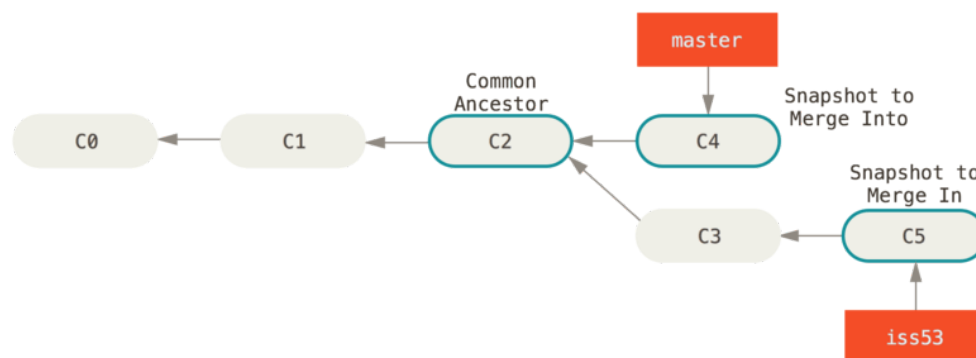 master
Common
Ancestor
Snapshot to
Merge Into
C0
C1
C2
C4
Snapshot to
Merge In
C3
C5
iss53